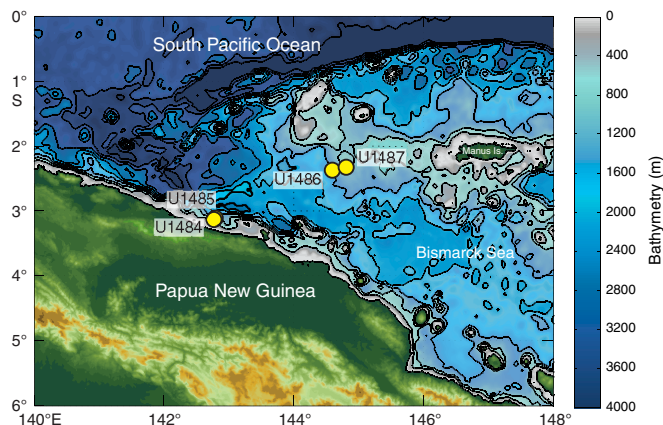 0°
1°
S
2°
3°
4°
5°
6°
140°E
142°
144°
146°
148°
South Pacific Ocean
Manus Is.
U1487
U1486
U1485
U1484
Bismarck Sea
Papua New Guinea
0
400
800
1200
1600
2000
2400
2800
3200
3600
4000
Bathymetry (m)